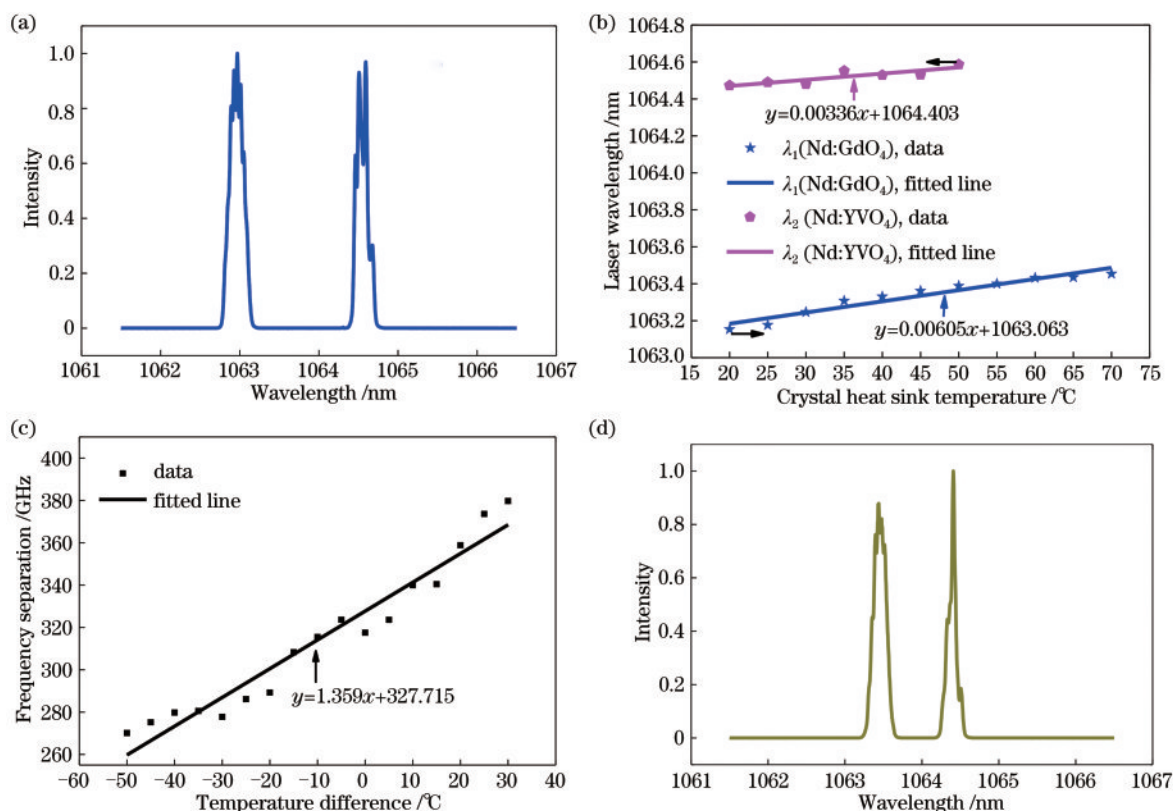 (a)
1.0
0.8
0.6
0.4
0.2
0
Intensity
1061 1062 1063 1064 1065 1066 1067
Wavelength /nm
(b)
1064.8
1064.6
1064.4
1064.2
1064.0
1063.8
1063.6
1063.4
1063.2
1063.0
Laser wavelength/nm
y=0.00336x+1064.403
λ₁(Nd:GdO₄), data
λ₁(Nd:GdO₄), fitted line
λ₂ (Nd:YVO₄), data
λ₂ (Nd:YVO₄), fitted line
y=0.00605x+1063.063
15 20 25 30 35 40 45 50 55 60 65 70 75
Crystal heat sink temperature /℃
(c)
400
380
360
340
320
300
280
260
Frequency separation /GHz
data
fitted line
y=1.359x+327.715
−60 −50 −40 −30 −20 −10 0 10 20 30 40
Temperature difference /℃
(d)
1.0
0.8
0.6
0.4
0.2
0
Intensity
1061 1062 1063 1064 1065 1066 1067
Wavelength /nm